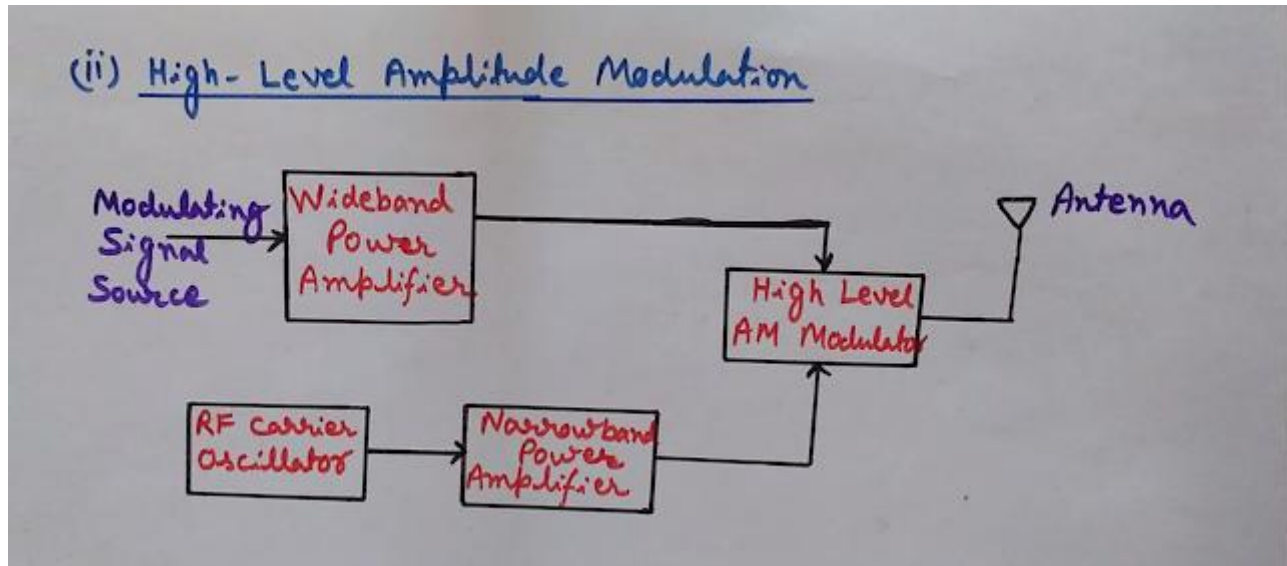 (ii) High-Level Amplitude Modulation
Modulating
Signal
Source
Wideband
Power
Amplifier
Antenna
High Level
AM Modulator
RF Carrier
Oscillator
Narrowband
Power
Amplifier